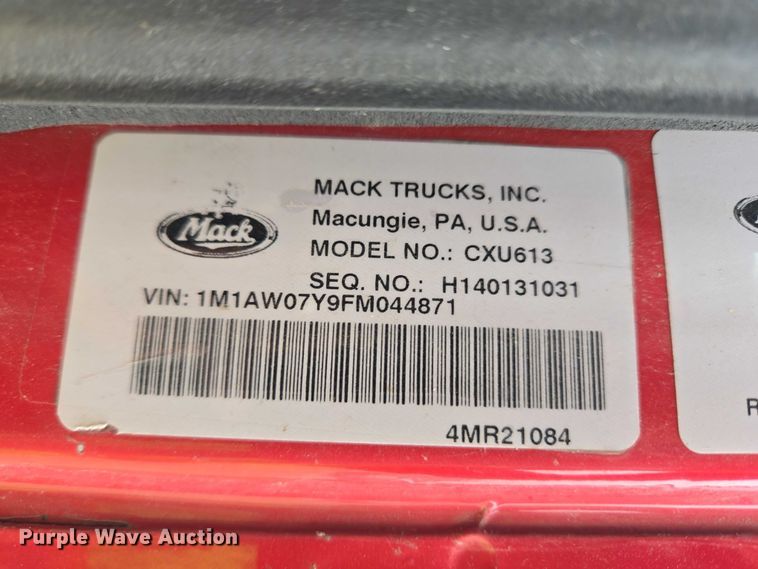 Mack
MACK TRUCKS, INC.
Macungie, PA, U.S.A.
MODEL NO.: CXU613
SEQ. NO.: H140131031
VIN: 1M1AW07Y9FM044871
4MR21084
R
Purple Wave Auction